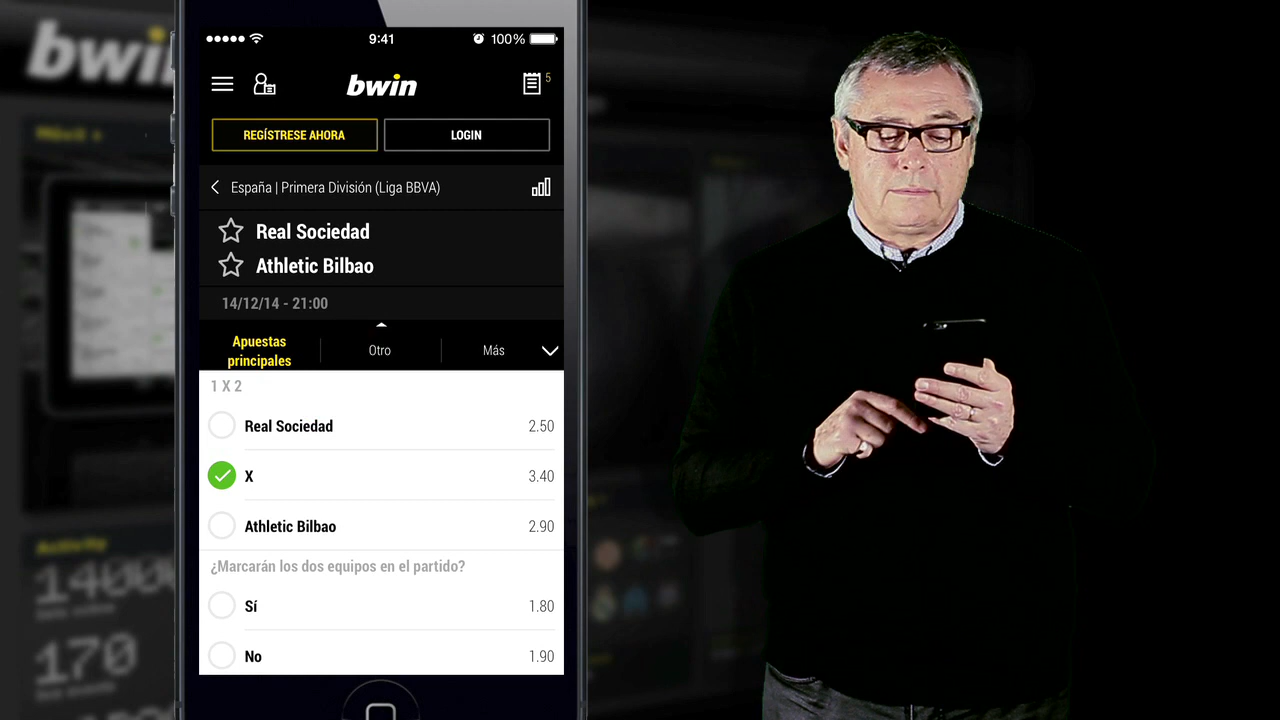 bwin
Móvil
9:41
100%
bwin
5
REGÍSTRESE AHORA
LOGIN
España | Primera División (Liga BBVA)
Real Sociedad
Athletic Bilbao
14/12/14 - 21:00
Apuestas
principales
Otro
Más
1 X 2
Real Sociedad
2.50
X
3.40
Athletic Bilbao
2.90
¿Marcarán los dos equipos en el partido?
Sí
1.80
No
1.90
Activity
170